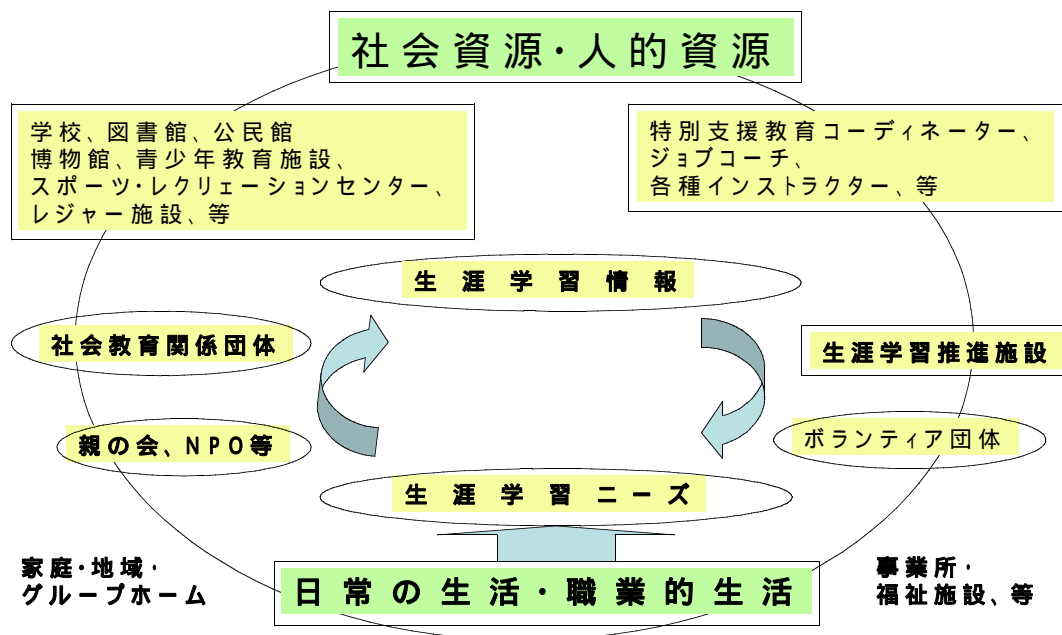 社会資源・人的資源
学校、図書館、公民館
博物館、青少年教育施設、
スポーツ・レクリェーションセンター、
レジャー施設、等
特別支援教育コーディネーター、
ジョブコーチ、
各種インストラクター、等
生涯学習情報
社会教育関係団体
生涯学習推進施設
親の会、NPO等
ボランティア団体
生涯学習ニーズ
家庭・地域・
グループホーム
日常の生活・職業的生活
事業所・
福祉施設、等